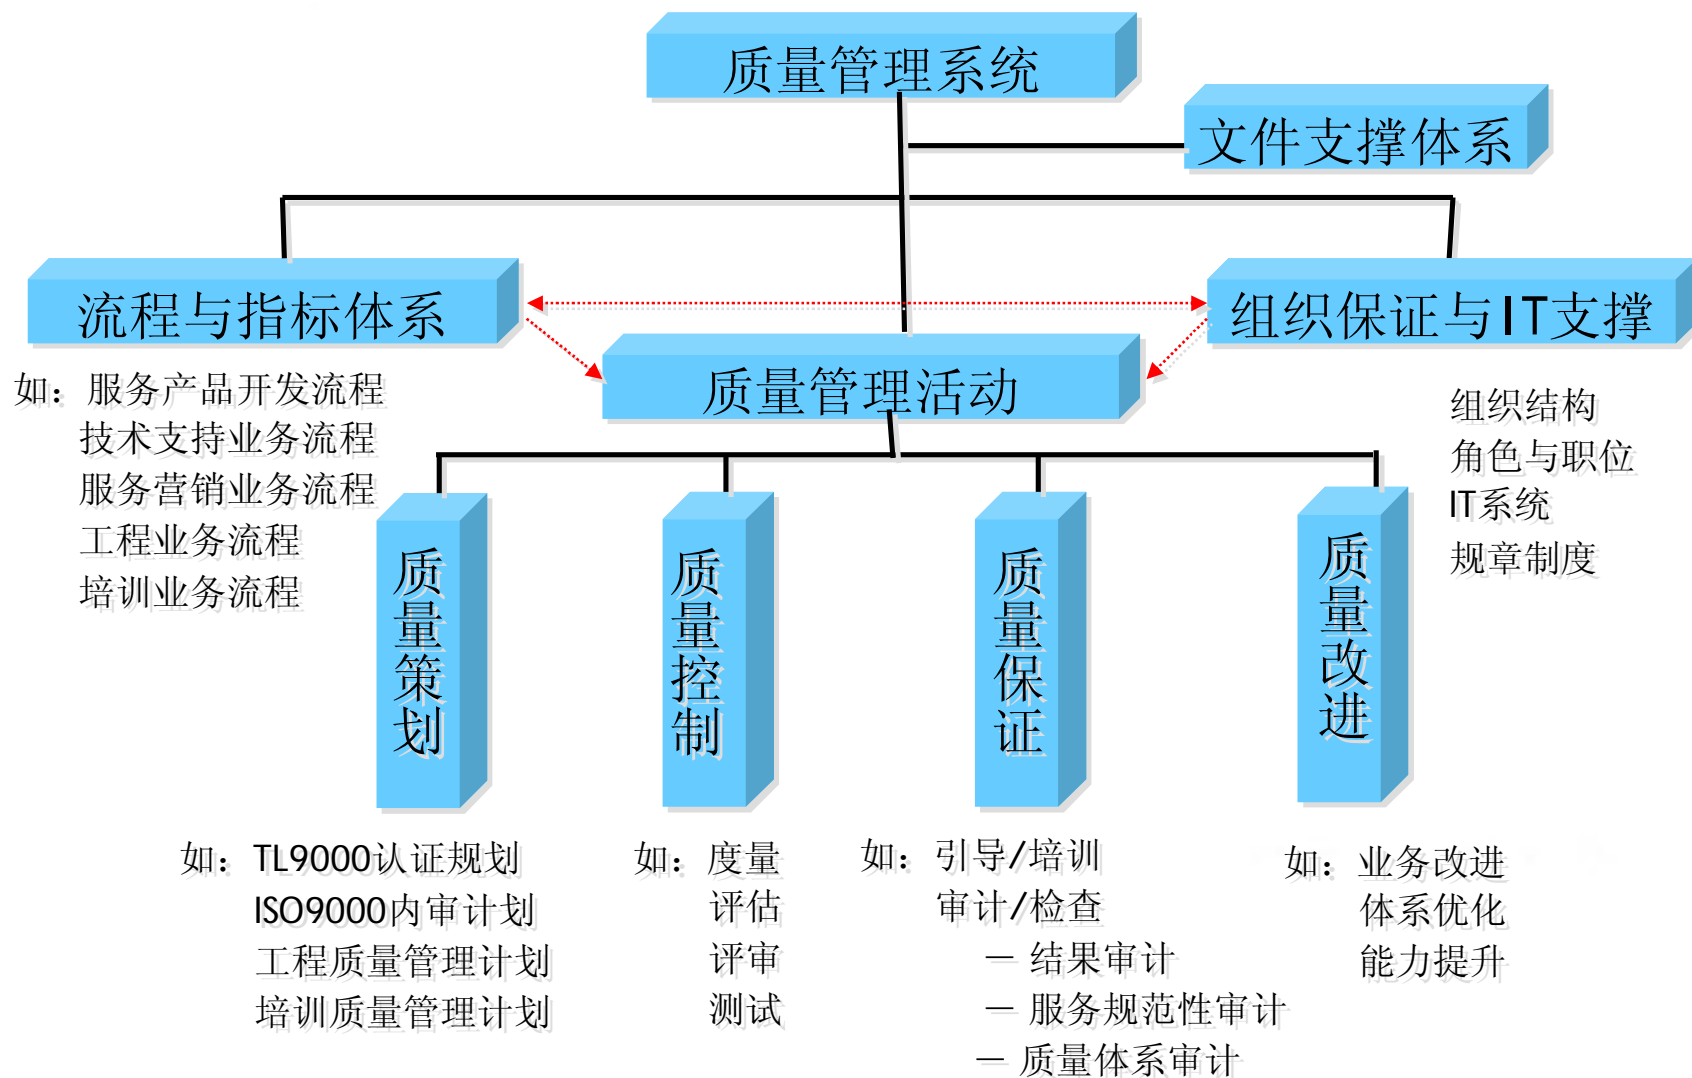 质量管理系统
文件支撑体系
流程与指标体系
组织保证与IT支撑
质量管理活动
如：服务产品开发流程
技术支持业务流程
服务营销业务流程
工程业务流程
培训业务流程
组织结构
角色与职位
IT系统
规章制度
质量策划
质量控制
质量保证
质量改进
如：TL9000认证规划
ISO9000内审计划
工程质量管理计划
培训质量管理计划
如：度量
评估
评审
测试
如：引导/培训
审计/检查
— 结果审计
— 服务规范性审计
— 质量体系审计
如：业务改进
体系优化
能力提升